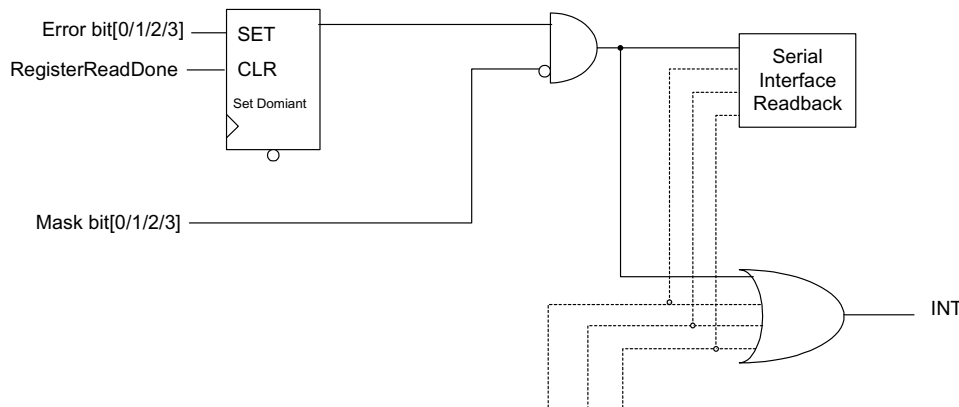 Error bit[0/1/2/3]
SET
RegisterReadDone
CLR
Set Domiant
Mask bit[0/1/2/3]
Serial
Interface
Readback
INT